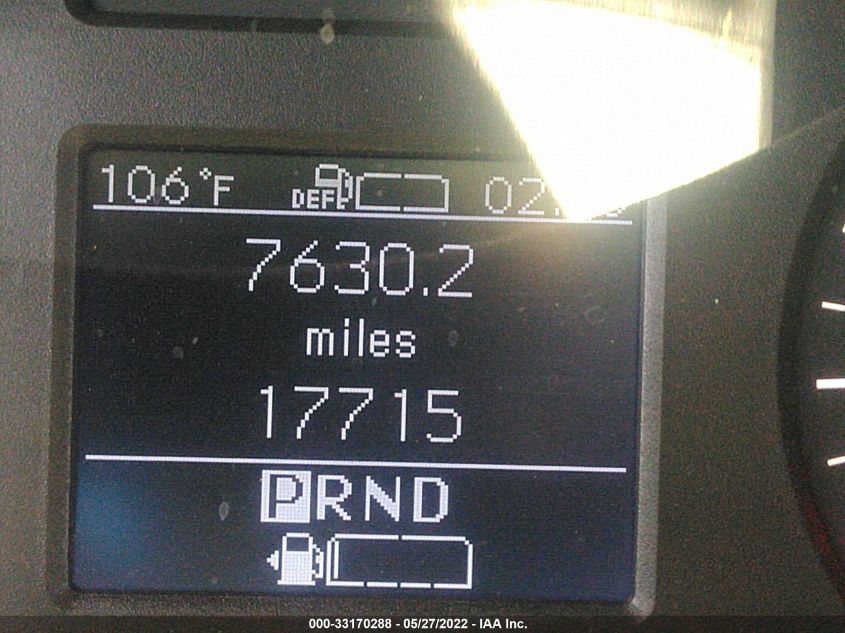 106°F DEF
7630.2
miles
17715
PRND
000-33170288 - 05/27/2022 - IAA Inc.